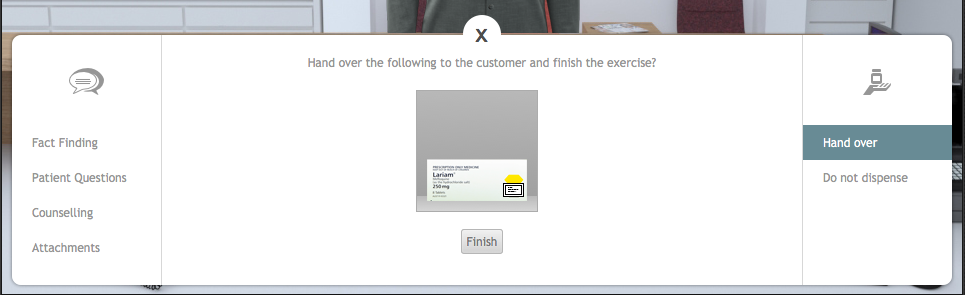 X
Hand over the following to the customer and finish the exercise?
Fact Finding
Patient Questions
Counselling
Attachments
PRESCRIPTION ONLY MEDICINE
Lariam
250 mg
Finish
Hand over
Do not dispense